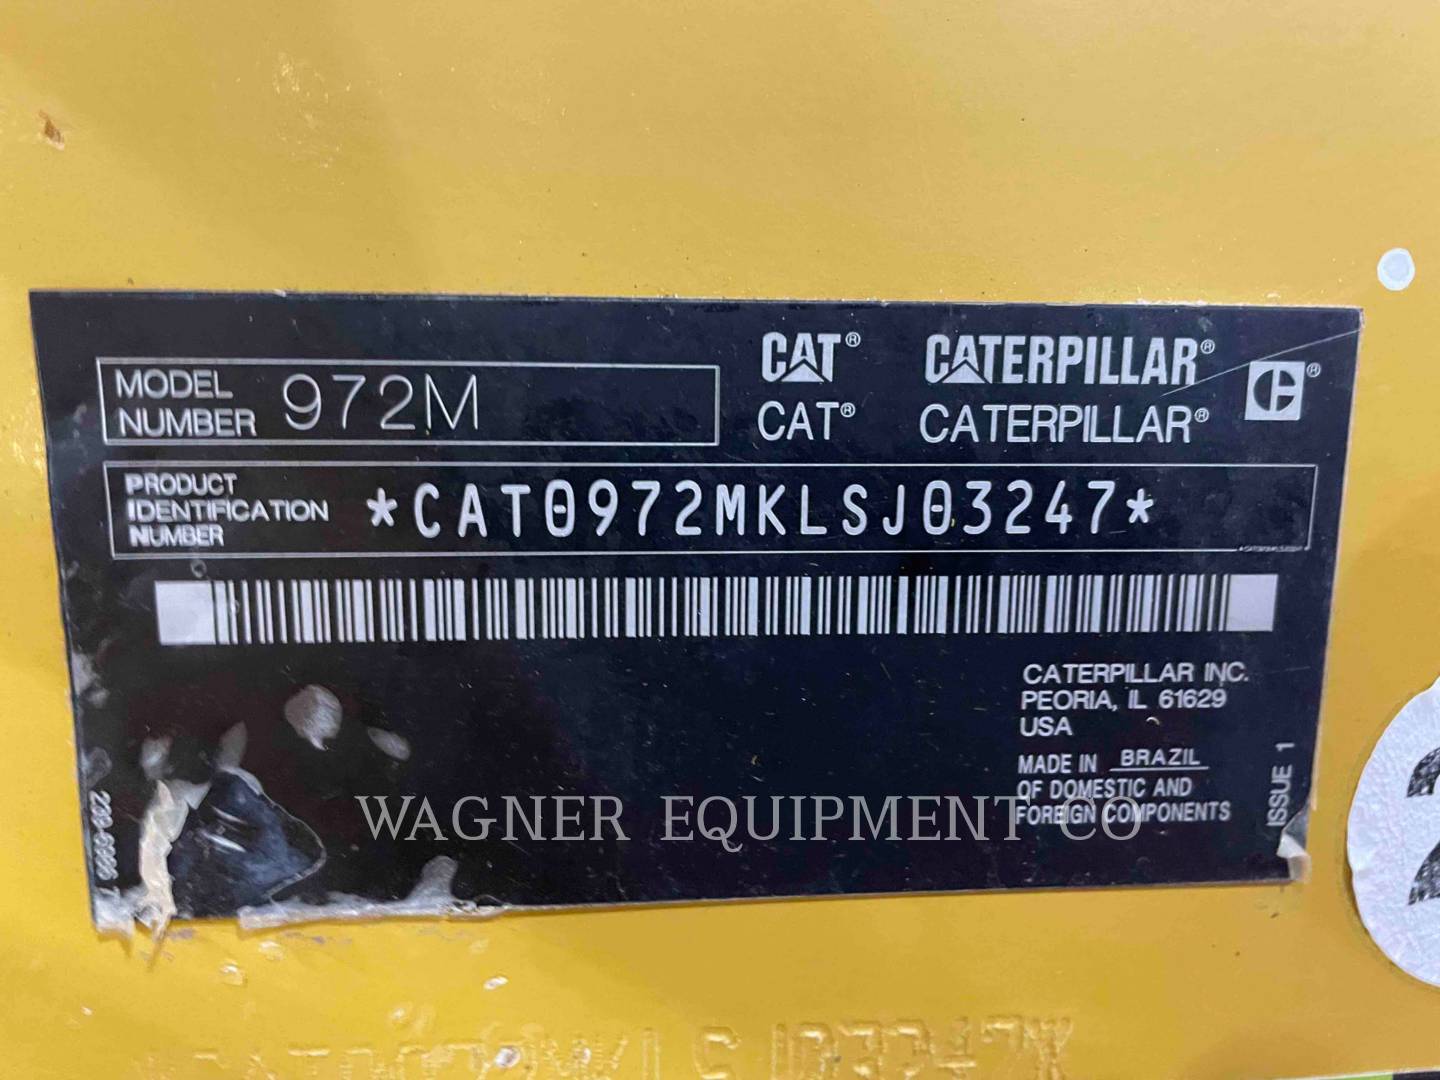 CAT® CATERPILLAR®
CAT® CATERPILLAR®
MODEL
NUMBER 972M
PRODUCT
IDENTIFICATION
NUMBER
*CAT0972MKLSJ03247*
CATERPILLAR INC.
PEORIA, IL 61629
USA
MADE IN BRAZIL
OF DOMESTIC AND
FOREIGN COMPONENTS
ISSUE 1
WAGNER EQUIPMENT CO